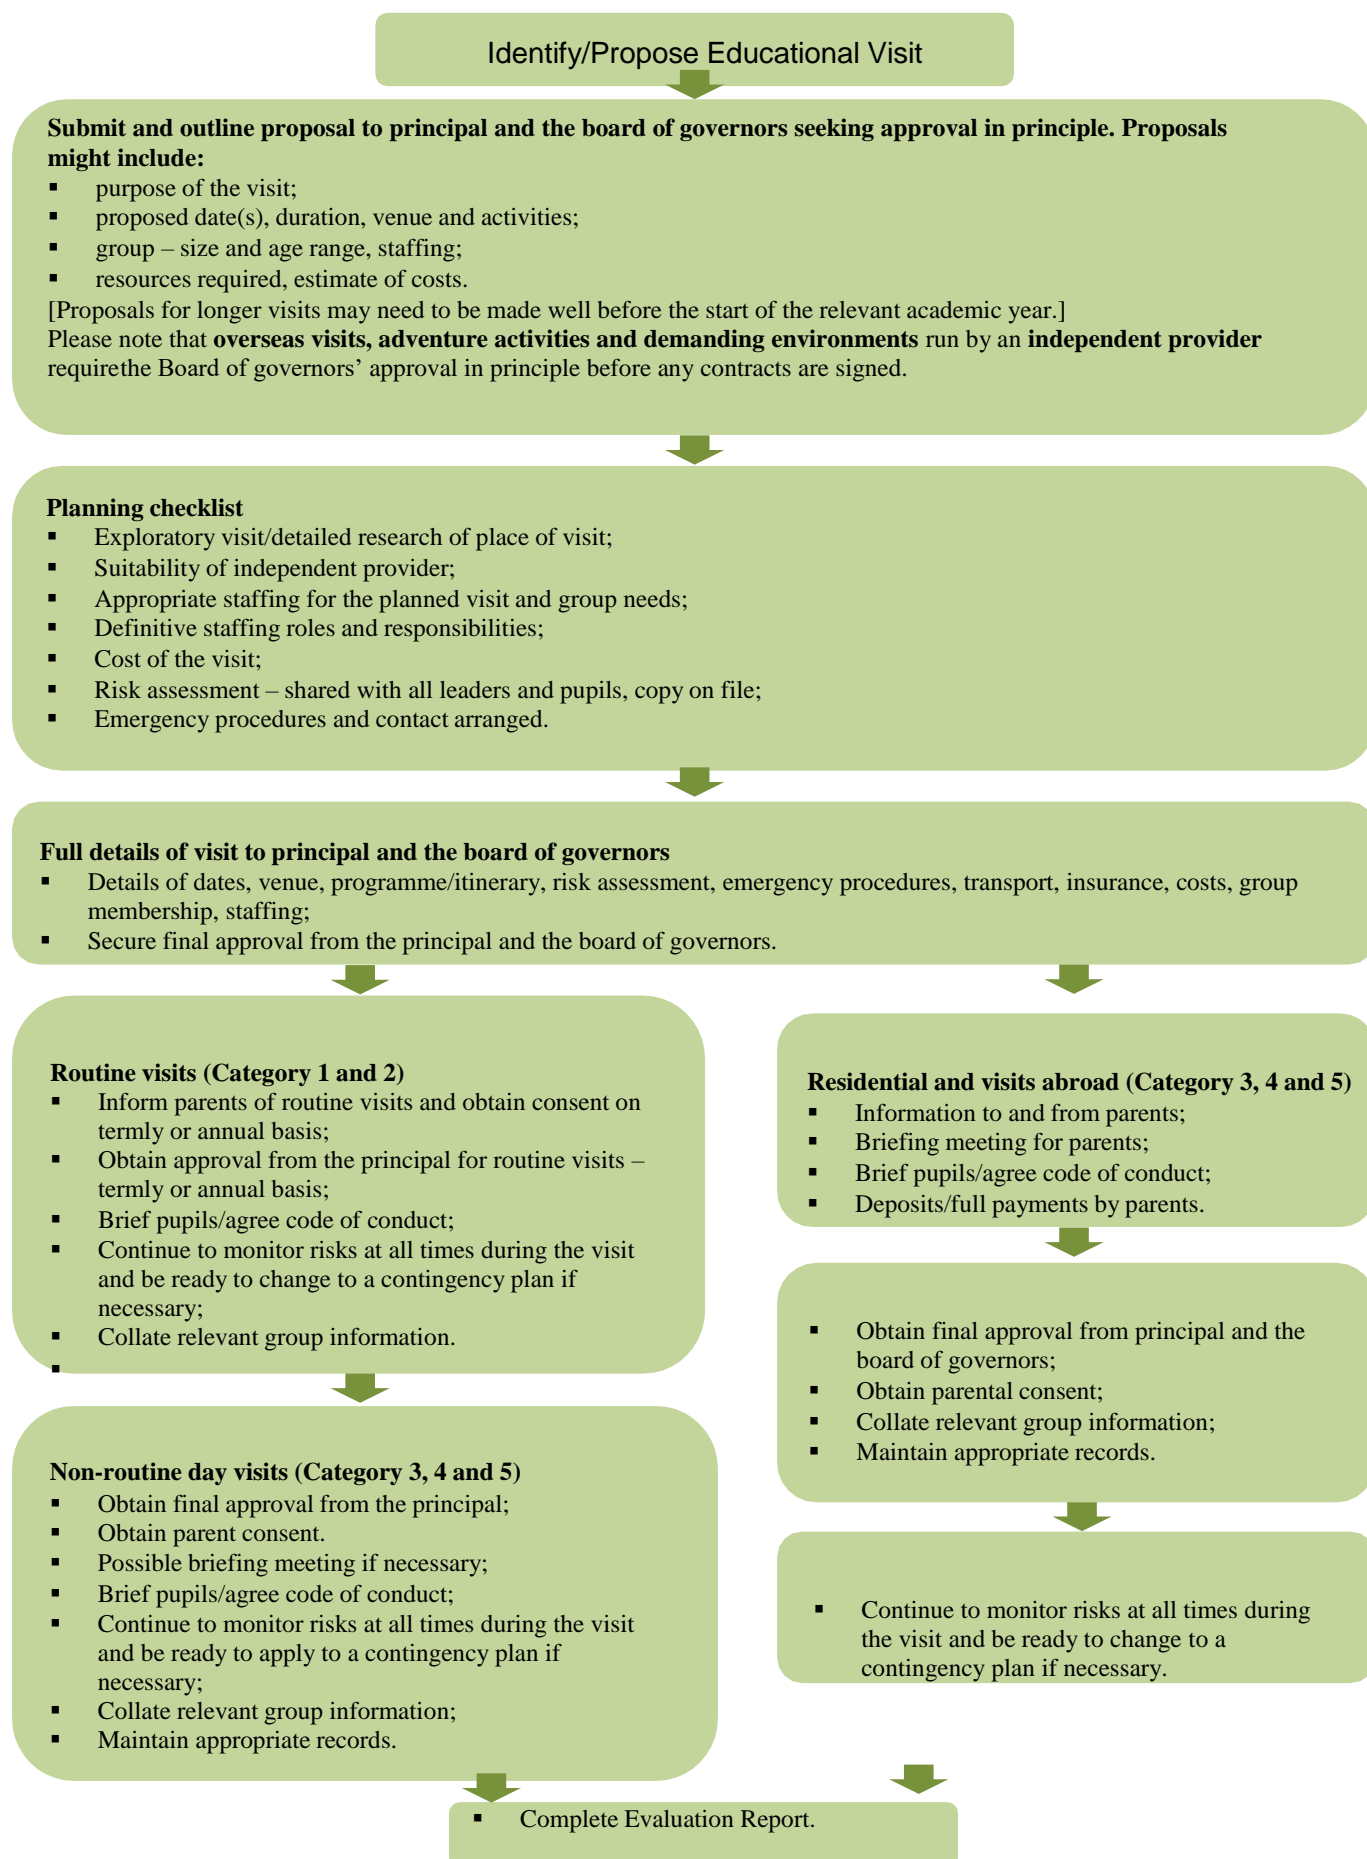 Identify/Propose Educational Visit
Submit and outline proposal to principal and the board of governors seeking approval in principle. Proposals
might include:
▪ purpose of the visit;
▪ proposed date(s), duration, venue and activities;
▪ group – size and age range, staffing;
▪ resources required, estimate of costs.
[Proposals for longer visits may need to be made well before the start of the relevant academic year.]
Please note that overseas visits, adventure activities and demanding environments run by an independent provider
requirethe Board of governors’ approval in principle before any contracts are signed.
Planning checklist
▪ Exploratory visit/detailed research of place of visit;
▪ Suitability of independent provider;
▪ Appropriate staffing for the planned visit and group needs;
▪ Definitive staffing roles and responsibilities;
▪ Cost of the visit;
▪ Risk assessment – shared with all leaders and pupils, copy on file;
▪ Emergency procedures and contact arranged.
Full details of visit to principal and the board of governors
▪ Details of dates, venue, programme/itinerary, risk assessment, emergency procedures, transport, insurance, costs, group
membership, staffing;
▪ Secure final approval from the principal and the board of governors.
Routine visits (Category 1 and 2)
▪ Inform parents of routine visits and obtain consent on
termly or annual basis;
▪ Obtain approval from the principal for routine visits –
termly or annual basis;
▪ Brief pupils/agree code of conduct;
▪ Continue to monitor risks at all times during the visit
and be ready to change to a contingency plan if
necessary;
▪ Collate relevant group information.
▪
Non-routine day visits (Category 3, 4 and 5)
▪ Obtain final approval from the principal;
▪ Obtain parent consent.
▪ Possible briefing meeting if necessary;
▪ Brief pupils/agree code of conduct;
▪ Continue to monitor risks at all times during the visit
and be ready to apply to a contingency plan if
necessary;
▪ Collate relevant group information;
▪ Maintain appropriate records.
Residential and visits abroad (Category 3, 4 and 5)
▪ Information to and from parents;
▪ Briefing meeting for parents;
▪ Brief pupils/agree code of conduct;
▪ Deposits/full payments by parents.
▪ Obtain final approval from principal and the
board of governors;
▪ Obtain parental consent;
▪ Collate relevant group information;
▪ Maintain appropriate records.
▪ Continue to monitor risks at all times during
the visit and be ready to change to a
contingency plan if necessary.
▪ Complete Evaluation Report.